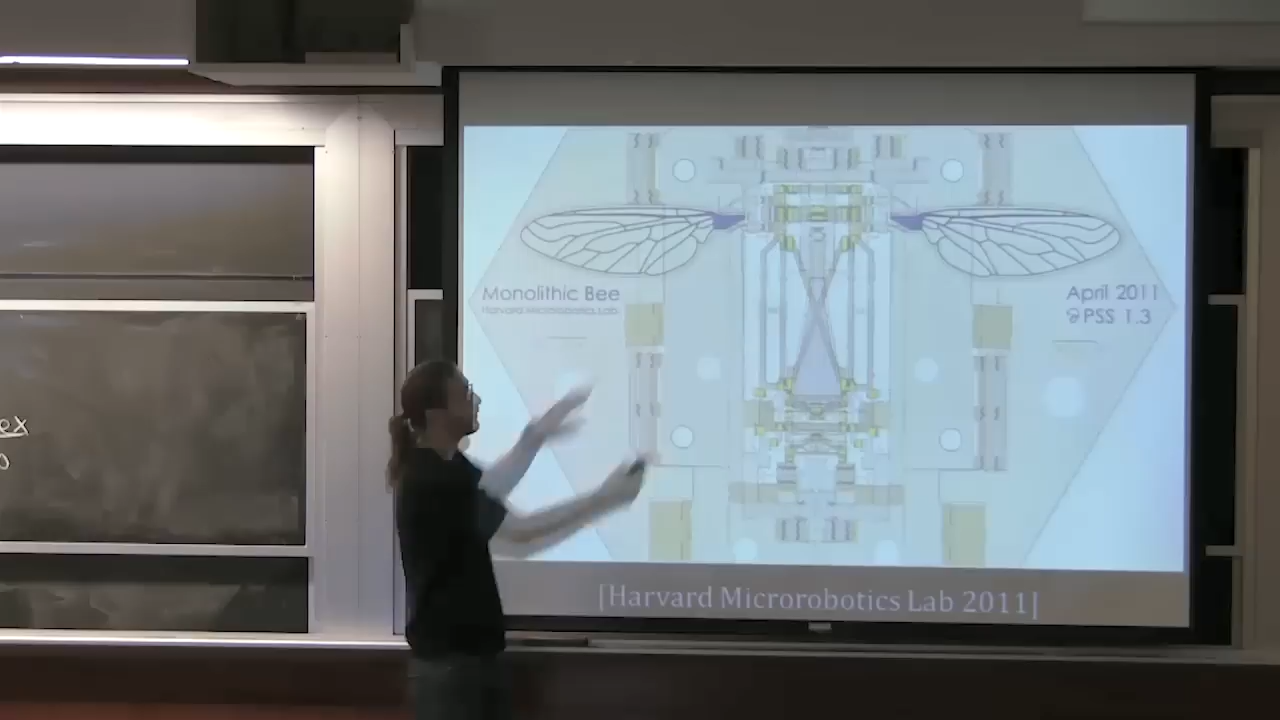 ex
Monolithic Bee
Harvard Microrobotics Lab
April 2011
PSS 1.3
[Harvard Microrobotics Lab 2011]